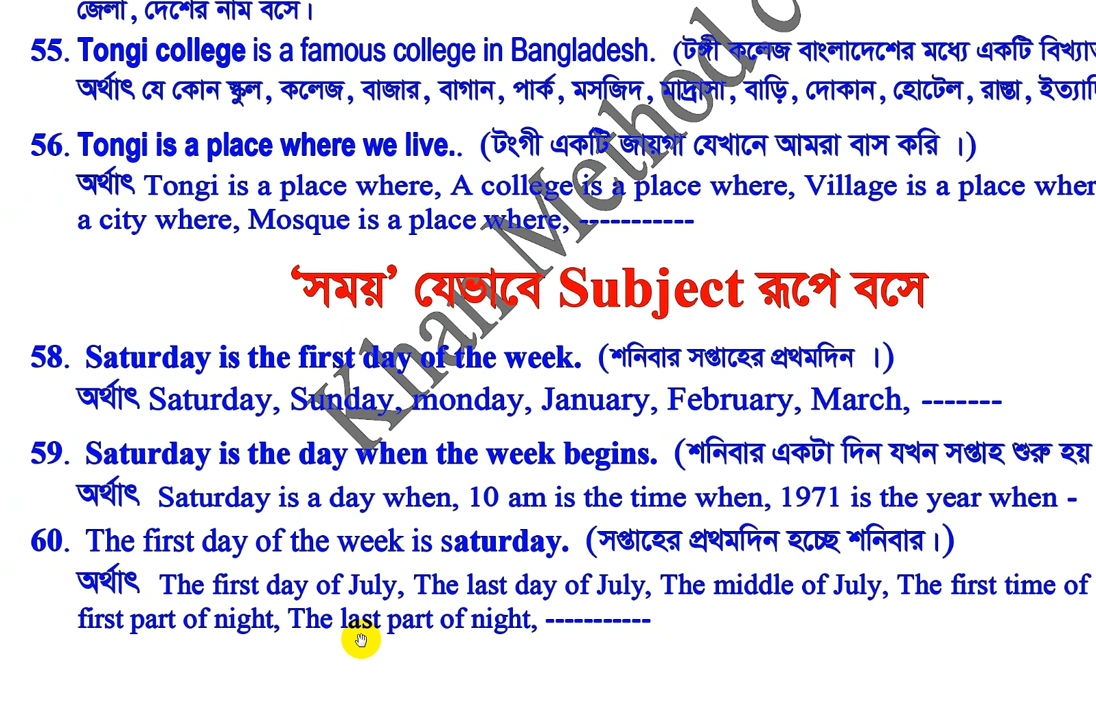 জেলা, দেশের নাম বসে।
55. Tongi college is a famous college in Bangladesh. (টঙ্গী কলেজ বাংলাদেশের মধ্যে একটি
অর্থাৎ যে কোন স্কুল, কলেজ, বাজার, বাগান, পার্ক, মসজিদ, মাদ্রাসা, বাড়ি, দোকান, হোটেল, রাস্তা,
56. Tongi is a place where we live.. (টংগী একটি জায়গা যেখানে আমরা বাস করি ।)
অর্থাৎ Tongi is a place where, A college is a place where, Village is a place
a city where, Mosque is a place where, -----------
‘সময়’ যেভাবে Subject রূপে বসে
58. Saturday is the first day of the week. (শনিবার সপ্তাহের প্রথমদিন ।)
অর্থাৎ Saturday, Sunday, monday, January, February, March, -------
59. Saturday is the day when the week begins. (শনিবার একটা দিন যখন সপ্তাহ শুরু হয়
অর্থাৎ Saturday is a day when, 10 am is the time when, 1971 is the year when -
60. The first day of the week is saturday. (সপ্তাহের প্রথমদিন হচ্ছে শনিবার।)
অর্থাৎ The first day of July, The last day of July, The middle of July, The first time of
first part of night, The last part of night, -----------
Khan Method